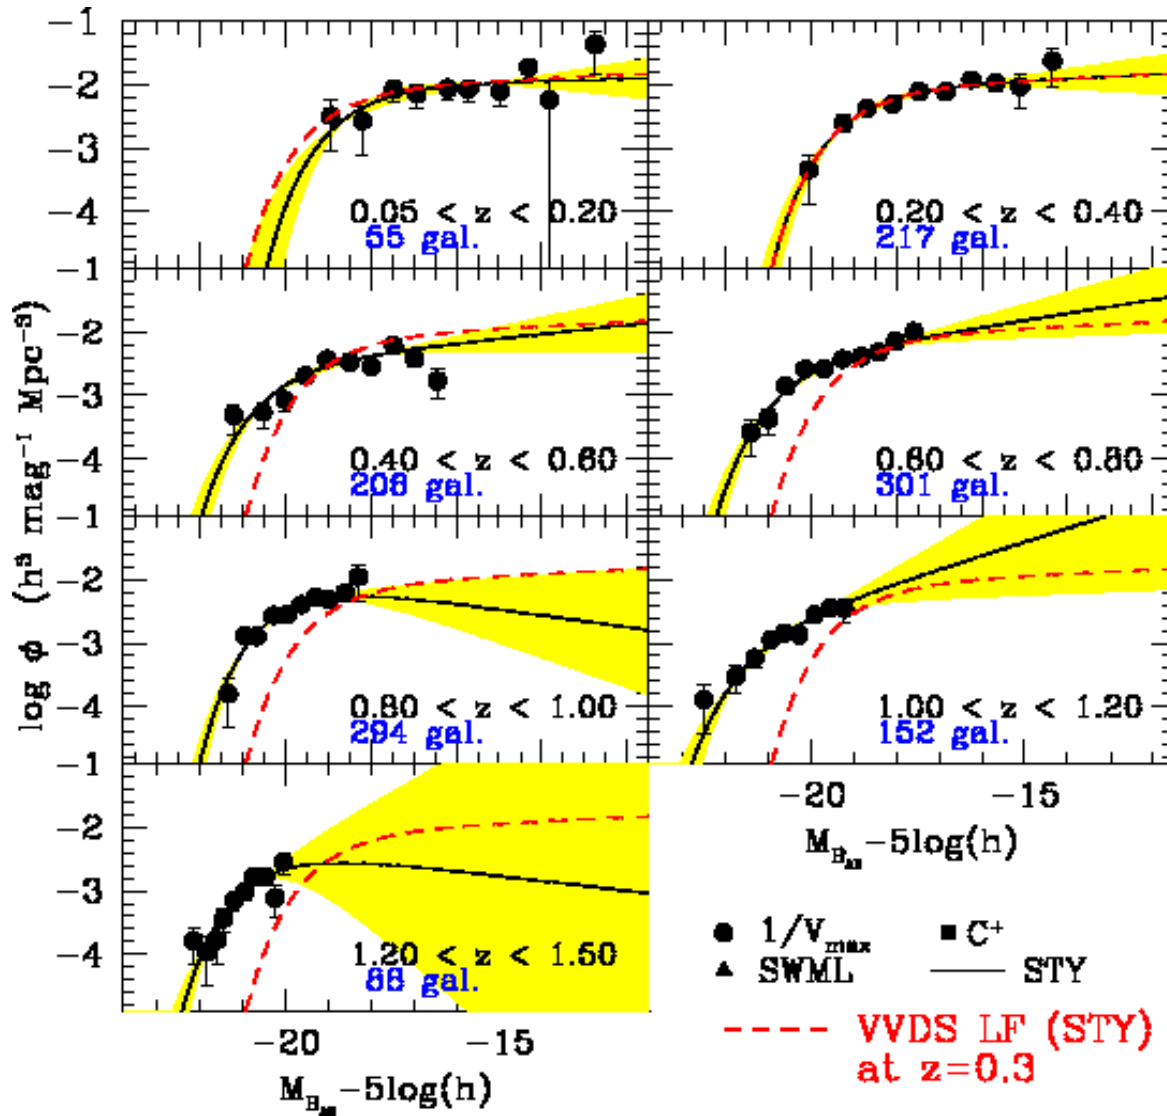 −1
−2
−3
−4
0.05 < z < 0.20
55 gal.
0.20 < z < 0.40
217 gal.
−1
−2
−3
−4
0.40 < z < 0.60
208 gal.
0.60 < z < 0.80
301 gal.
−1
−2
−3
−4
0.80 < z < 1.00
294 gal.
1.00 < z < 1.20
152 gal.
−1
−2
−3
−4
1.20 < z < 1.50
88 gal.
log ϕ (h³ mag⁻¹ Mpc⁻³)
−20 −15
M_B_AB −5log(h)
−20 −15
M_B_AB −5log(h)
1/V_max
C⁺
SWML
STY
VVDS LF (STY)
at z=0.3